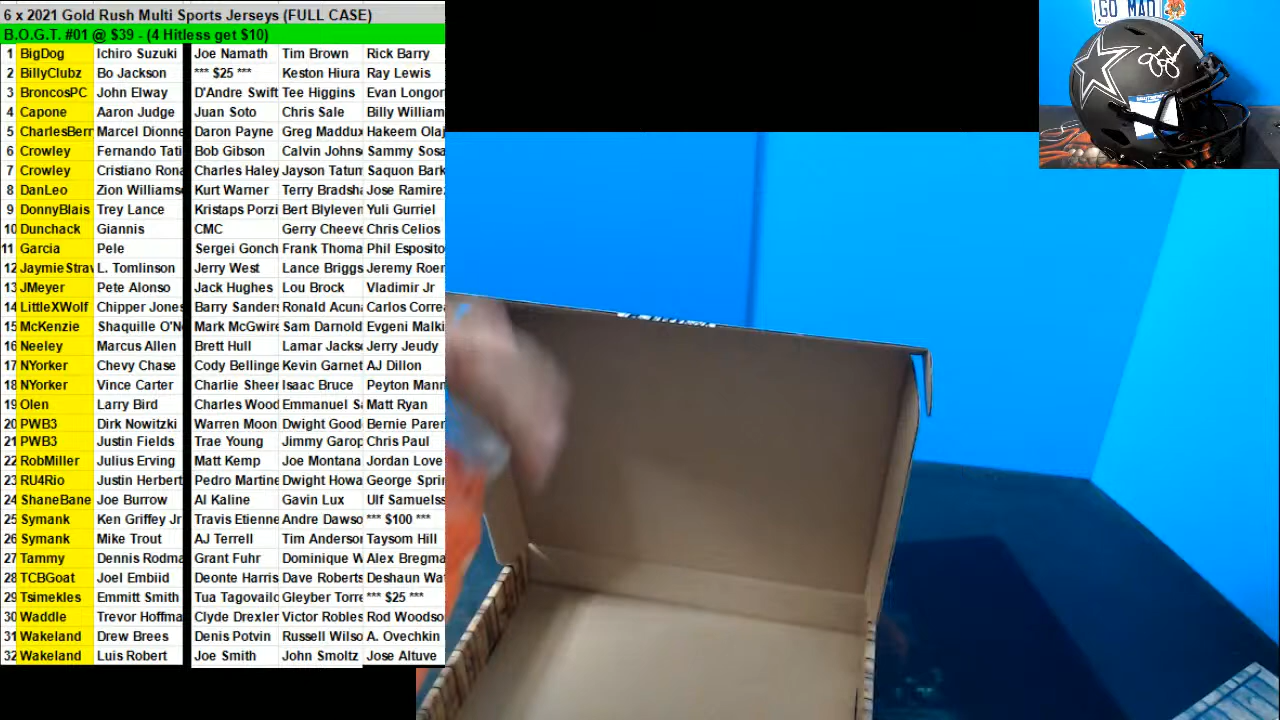 6 x 2021 Gold Rush Multi Sports Jerseys (FULL CASE)
B.O.G.T. #01 @ $39 - (4 Hitless get $10)
1 BigDog Ichiro Suzuki Joe Namath Tim Brown Rick Barry
2 BillyClubz Bo Jackson *** $25 *** Keston Hiura Ray Lewis
3 BroncosPC John Elway D'Andre Swift Tee Higgins Evan Longor
4 Capone Aaron Judge Juan Soto Chris Sale Billy William
5 CharlesBerr Marcel Dionne Daron Payne Greg Maddux Hakeem Olaj
6 Crowley Fernando Tati Bob Gibson Calvin Johns Sammy Sosa
7 Crowley Cristiano Rona Charles Haley Jayson Tatum Saquon Bark
8 DanLeo Zion Williams Kurt Warner Terry Bradsha Jose Ramirez
9 DonnyBlais Trey Lance Kristaps Porzi Bert Blyleven Yuli Gurriel
10 Dunchack Giannis CMC Gerry Cheeve Chris Celios
11 Garcia Pele Sergei Gonch Frank Thoma Phil Esposito
12 JaymieStrav L. Tomlinson Jerry West Lance Briggs Jeremy Roer
13 JMeyer Pete Alonso Jack Hughes Lou Brock Vladimir Jr
14 LittleXWolf Chipper Jones Barry Sanders Ronald Acuna Carlos Correa
15 McKenzie Shaquille O'N Mark McGwire Sam Darnold Evgeni Malki
16 Neeley Marcus Allen Brett Hull Lamar Jacks Jerry Jeudy
17 NYorker Chevy Chase Cody Bellinge Kevin Garnet AJ Dillon
18 NYorker Vince Carter Charlie Sheer Isaac Bruce Peyton Mann
19 Olen Larry Bird Charles Wood Emmanuel Sa Matt Ryan
20 PWB3 Dirk Nowitzki Warren Moon Dwight Good Bernie Parer
21 PWB3 Justin Fields Trae Young Jimmy Garop Chris Paul
22 RobMiller Julius Erving Matt Kemp Joe Montana Jordan Love
23 RU4Rio Justin Herbert Pedro Martine Dwight Howa George Sprin
24 ShaneBane Joe Burrow Al Kaline Gavin Lux Ulf Samuelss
25 Symank Ken Griffey Jr Travis Etienne Andre Dawso *** $100 ***
26 Symank Mike Trout AJ Terrell Tim Anderson Taysom Hill
27 Tammy Dennis Rodma Grant Fuhr Dominique W Alex Bregma
28 TCBGoat Joel Embiid Deonte Harris Dave Roberts Deshaun Wat
29 Tsimekles Emmitt Smith Tua Tagovailo Gleyber Torre *** $25 ***
30 Waddle Trevor Hoffma Clyde Drexler Victor Robles Rod Woodso
31 Wakeland Drew Brees Denis Potvin Russell Wilso A. Ovechkin
32 Wakeland Luis Robert Joe Smith John Smoltz Jose Altuve
GO MAD